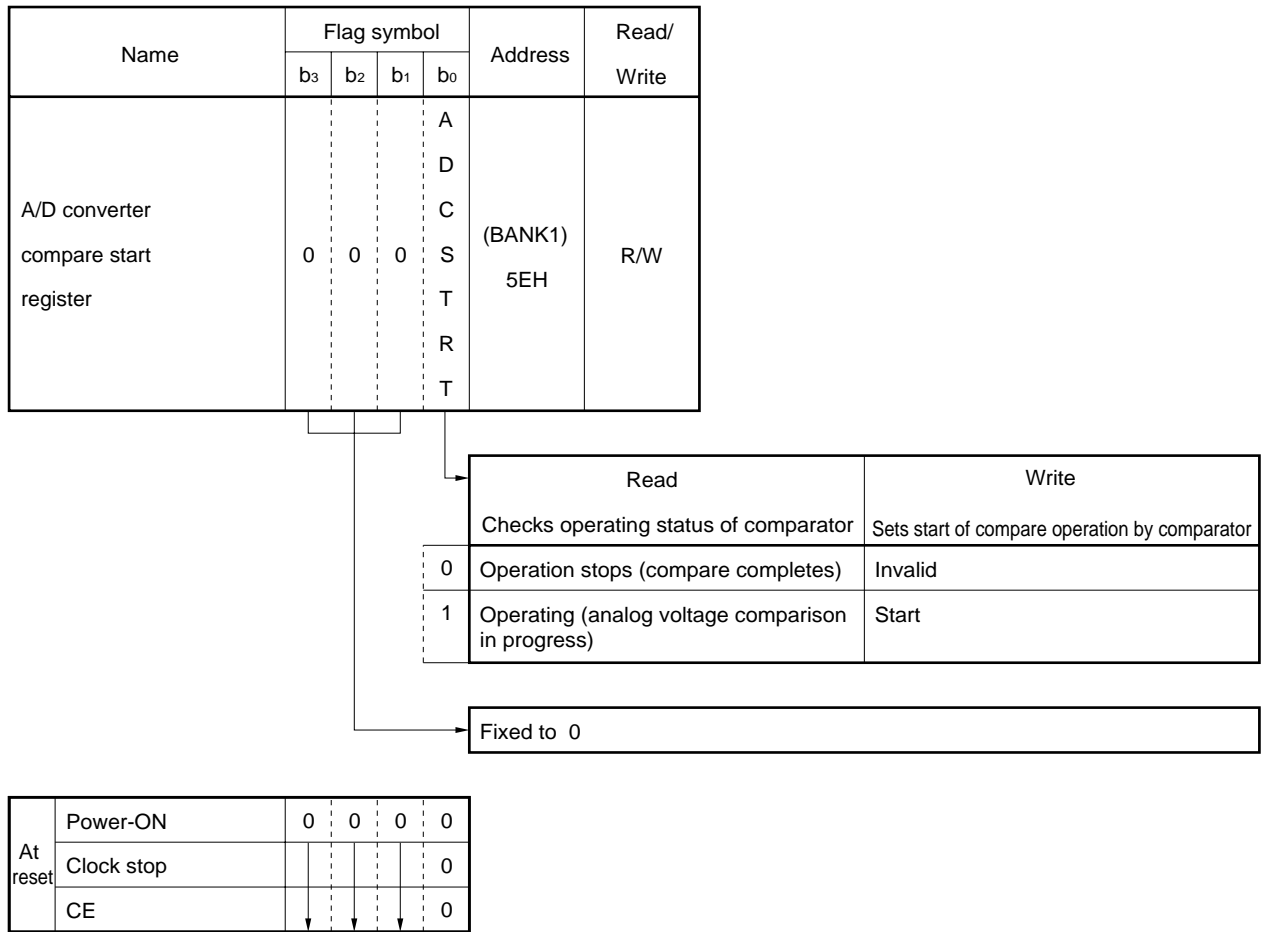 Name
Flag symbol
Address
Read/
Write
b3 b2 b1 b0
A/D converter
compare start
register
0 0 0
A
D
C
S
T
R
T
(BANK1)
5EH
R/W
Read
Write
Checks operating status of comparator
Sets start of compare operation by comparator
0 Operation stops (compare completes) Invalid
1 Operating (analog voltage comparison Start
in progress)
Fixed to 0
At
reset
Power-ON 0 0 0 0
Clock stop 0
CE 0